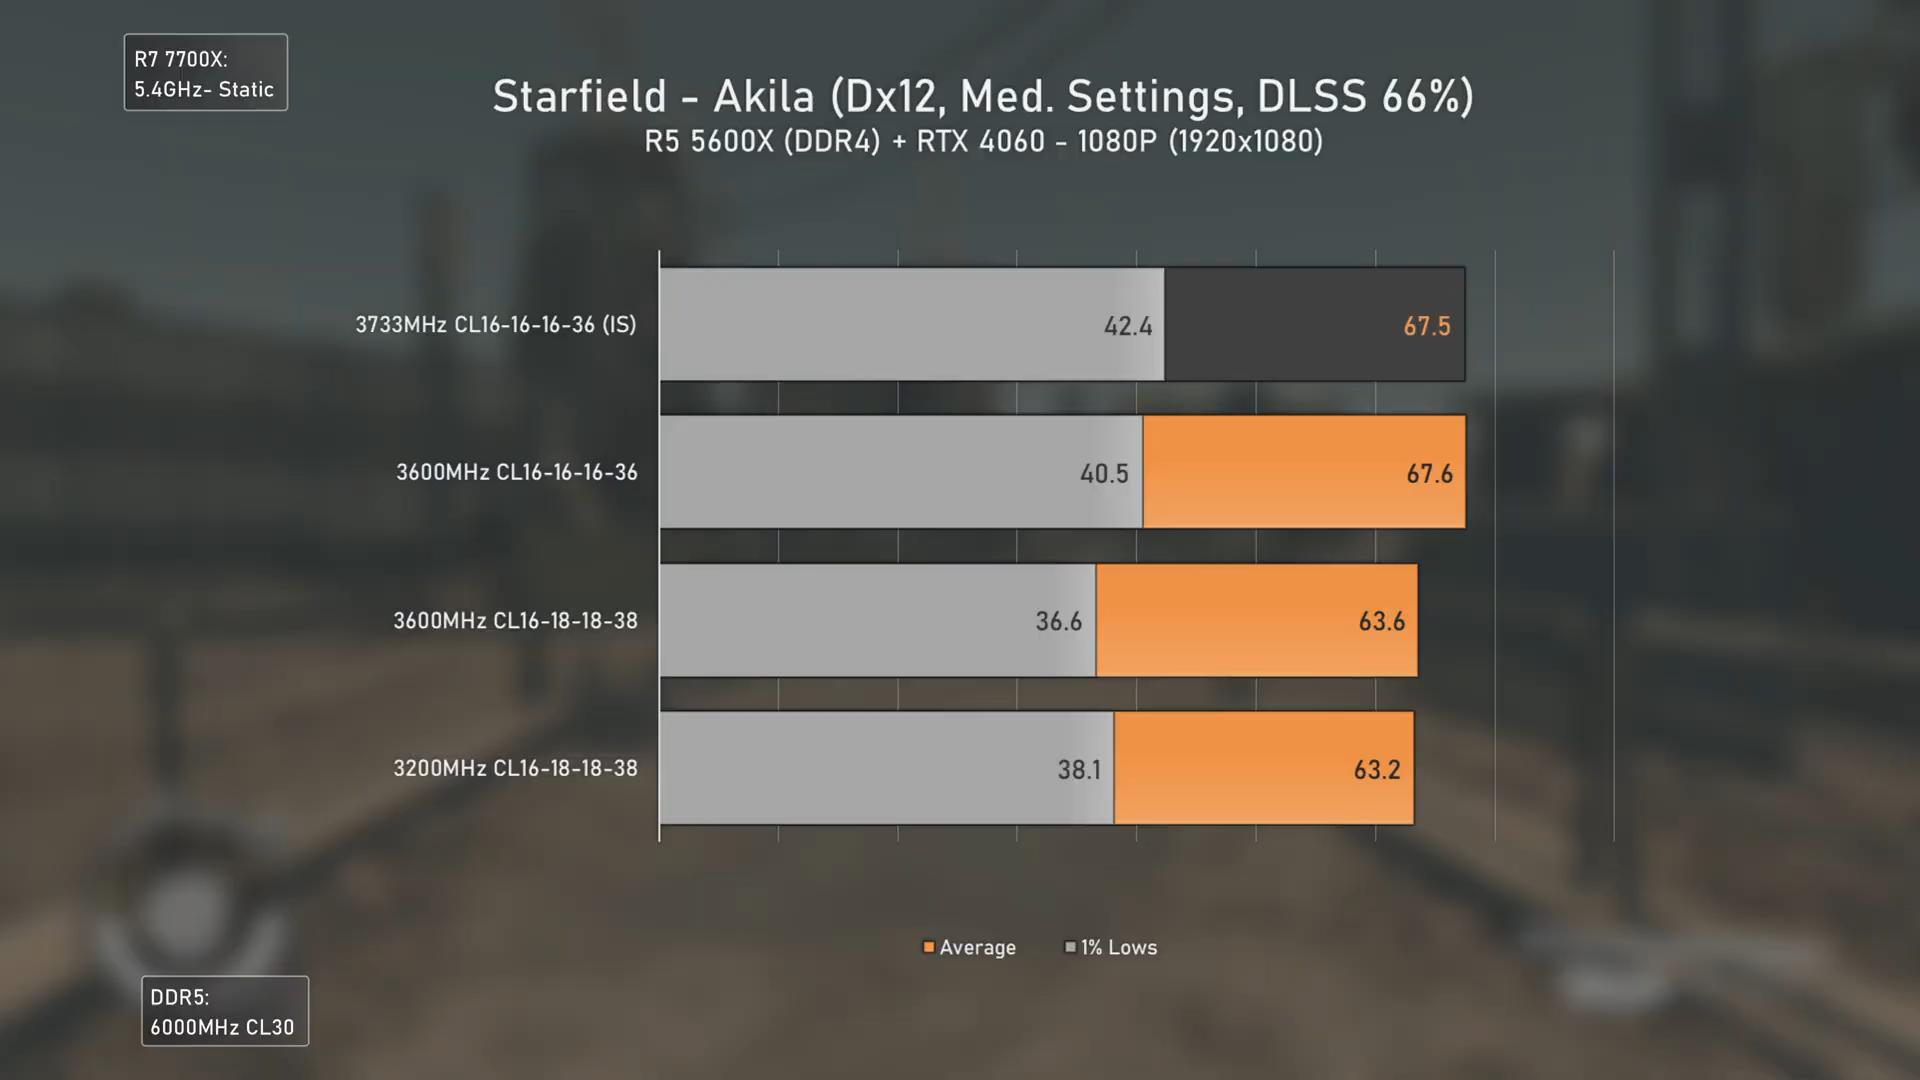 R7 7700X:
5.4GHz- Static
Starfield - Akila (Dx12, Med. Settings, DLSS 66%)
R5 5600X (DDR4) + RTX 4060 - 1080P (1920x1080)
3733MHz CL16-16-16-36 (IS)
42.4
67.5
3600MHz CL16-16-16-36
40.5
67.6
3600MHz CL16-18-18-38
36.6
63.6
3200MHz CL16-18-18-38
38.1
63.2
Average
1% Lows
DDR5:
6000MHz CL30